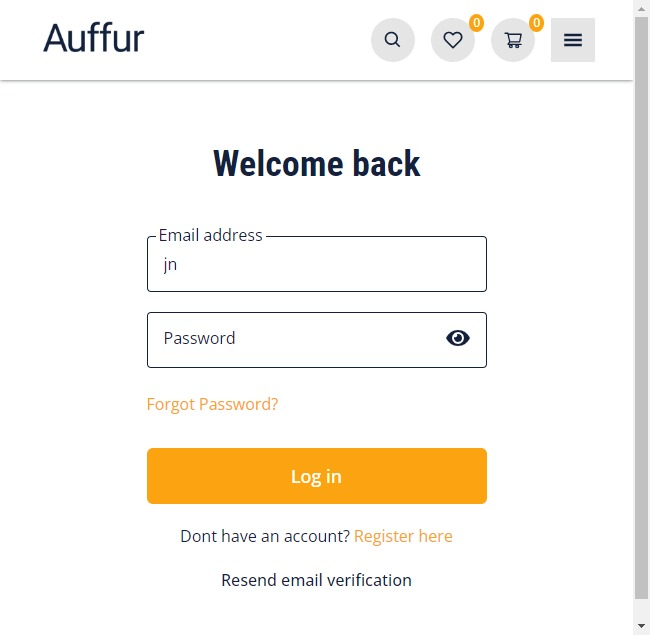 Auffur
0
0
Welcome back
Email address
jn
Password
Forgot Password?
Log in
Dont have an account? Register here
Resend email verification